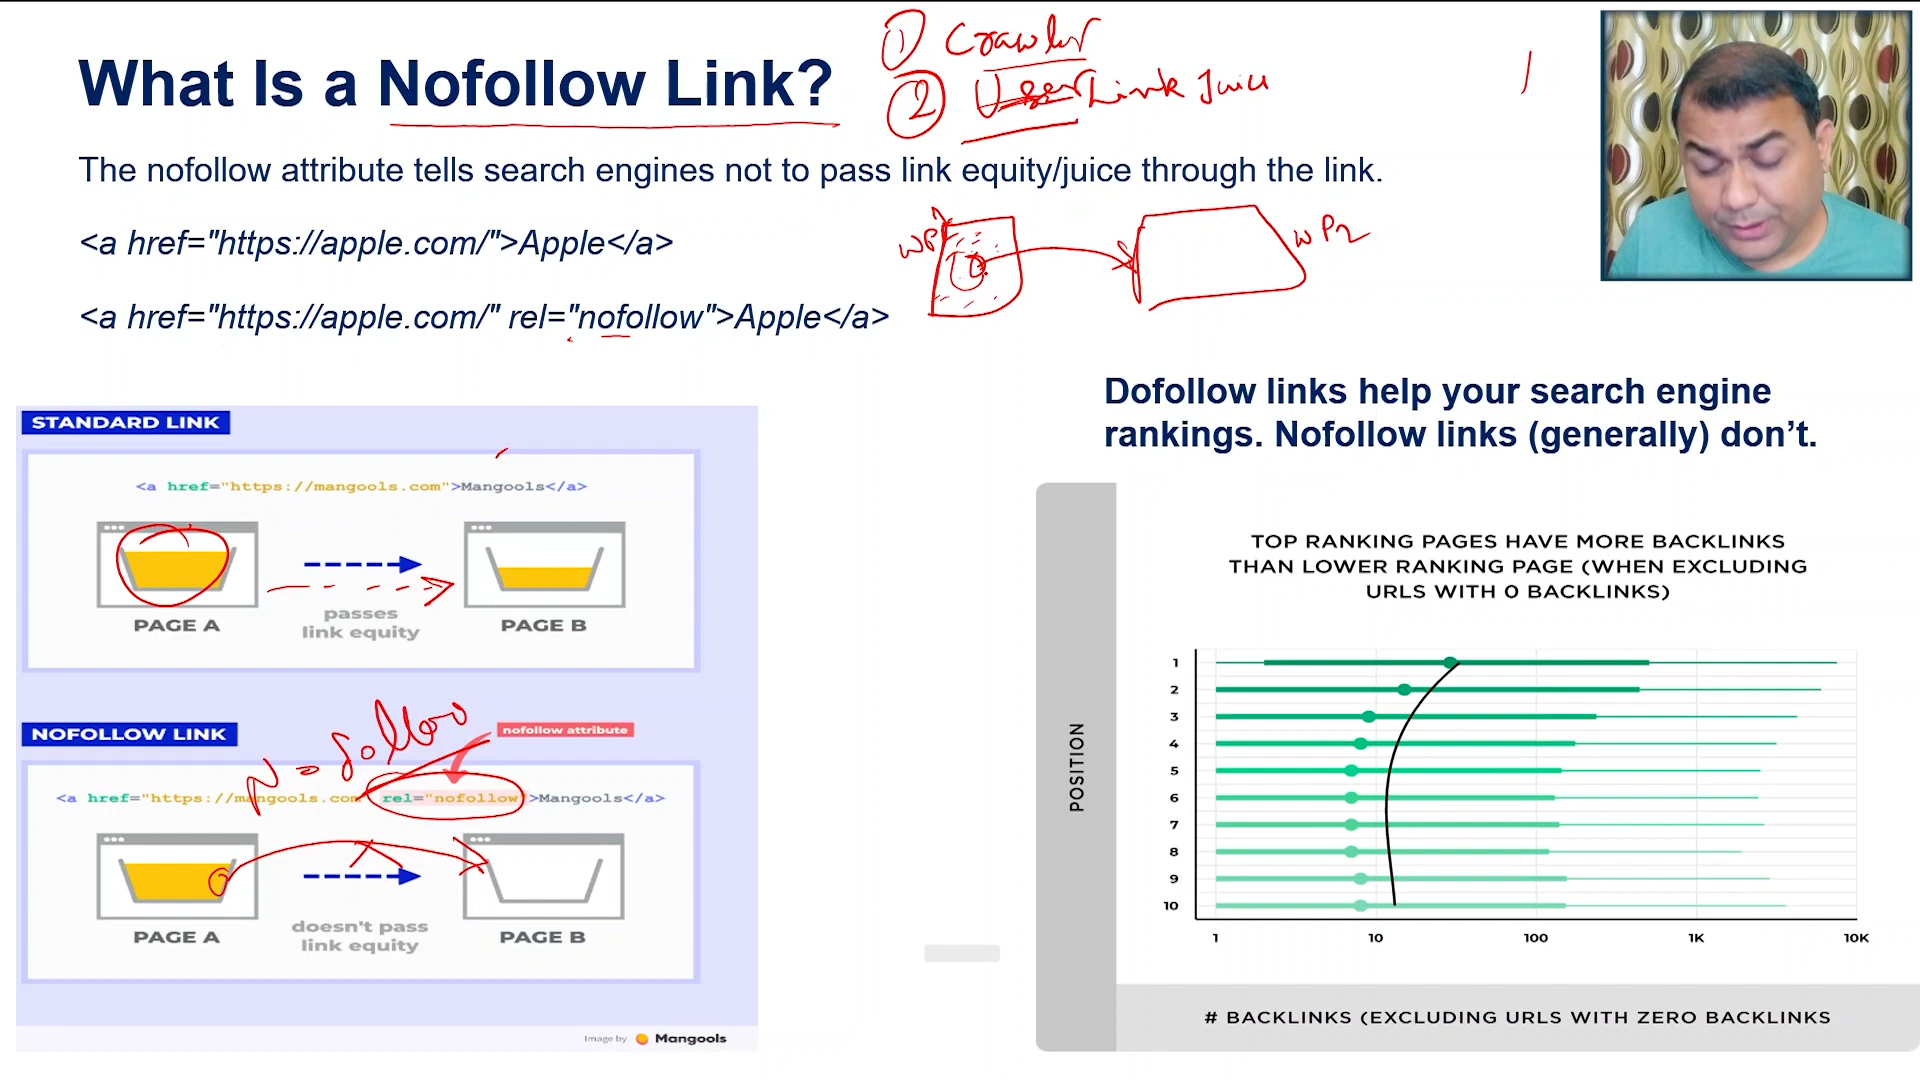 ① Crawler
② User Link Juice
What Is a Nofollow Link?
The nofollow attribute tells search engines not to pass link equity/juice through the link.
<a href="https://apple.com/">Apple</a>
WP1
WP2
<a href="https://apple.com/" rel="nofollow">Apple</a>
Dofollow links help your search engine
rankings. Nofollow links (generally) don't.
STANDARD LINK
<a href="https://mangools.com">Mangools</a>
PAGE A
passes
link equity
PAGE B
No follow
NOFOLLOW LINK
nofollow attribute
<a href="https://mangools.com" rel="nofollow">Mangools</a>
PAGE A
doesn't pass
link equity
PAGE B
Image by Mangools
TOP RANKING PAGES HAVE MORE BACKLINKS
THAN LOWER RANKING PAGE (WHEN EXCLUDING
URLS WITH 0 BACKLINKS)
POSITION
1
2
3
4
5
6
7
8
9
10
1 10 100 1K 10K
# BACKLINKS (EXCLUDING URLS WITH ZERO BACKLINKS